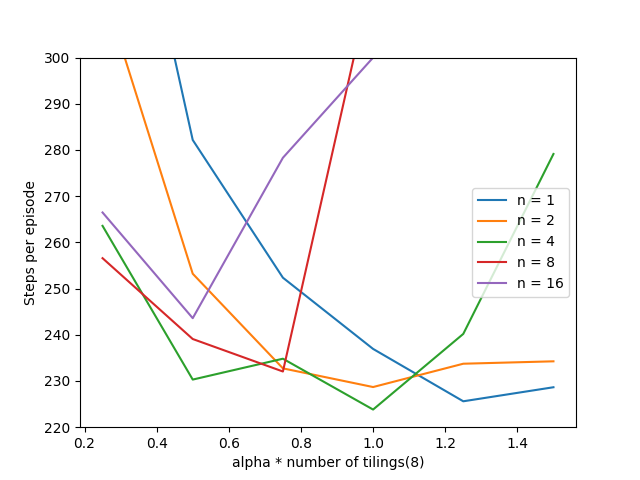 300
290
280
270
260
250
240
230
220
Steps per episode
n = 1
n = 2
n = 4
n = 8
n = 16
0.2 0.4 0.6 0.8 1.0 1.2 1.4
alpha * number of tilings(8)